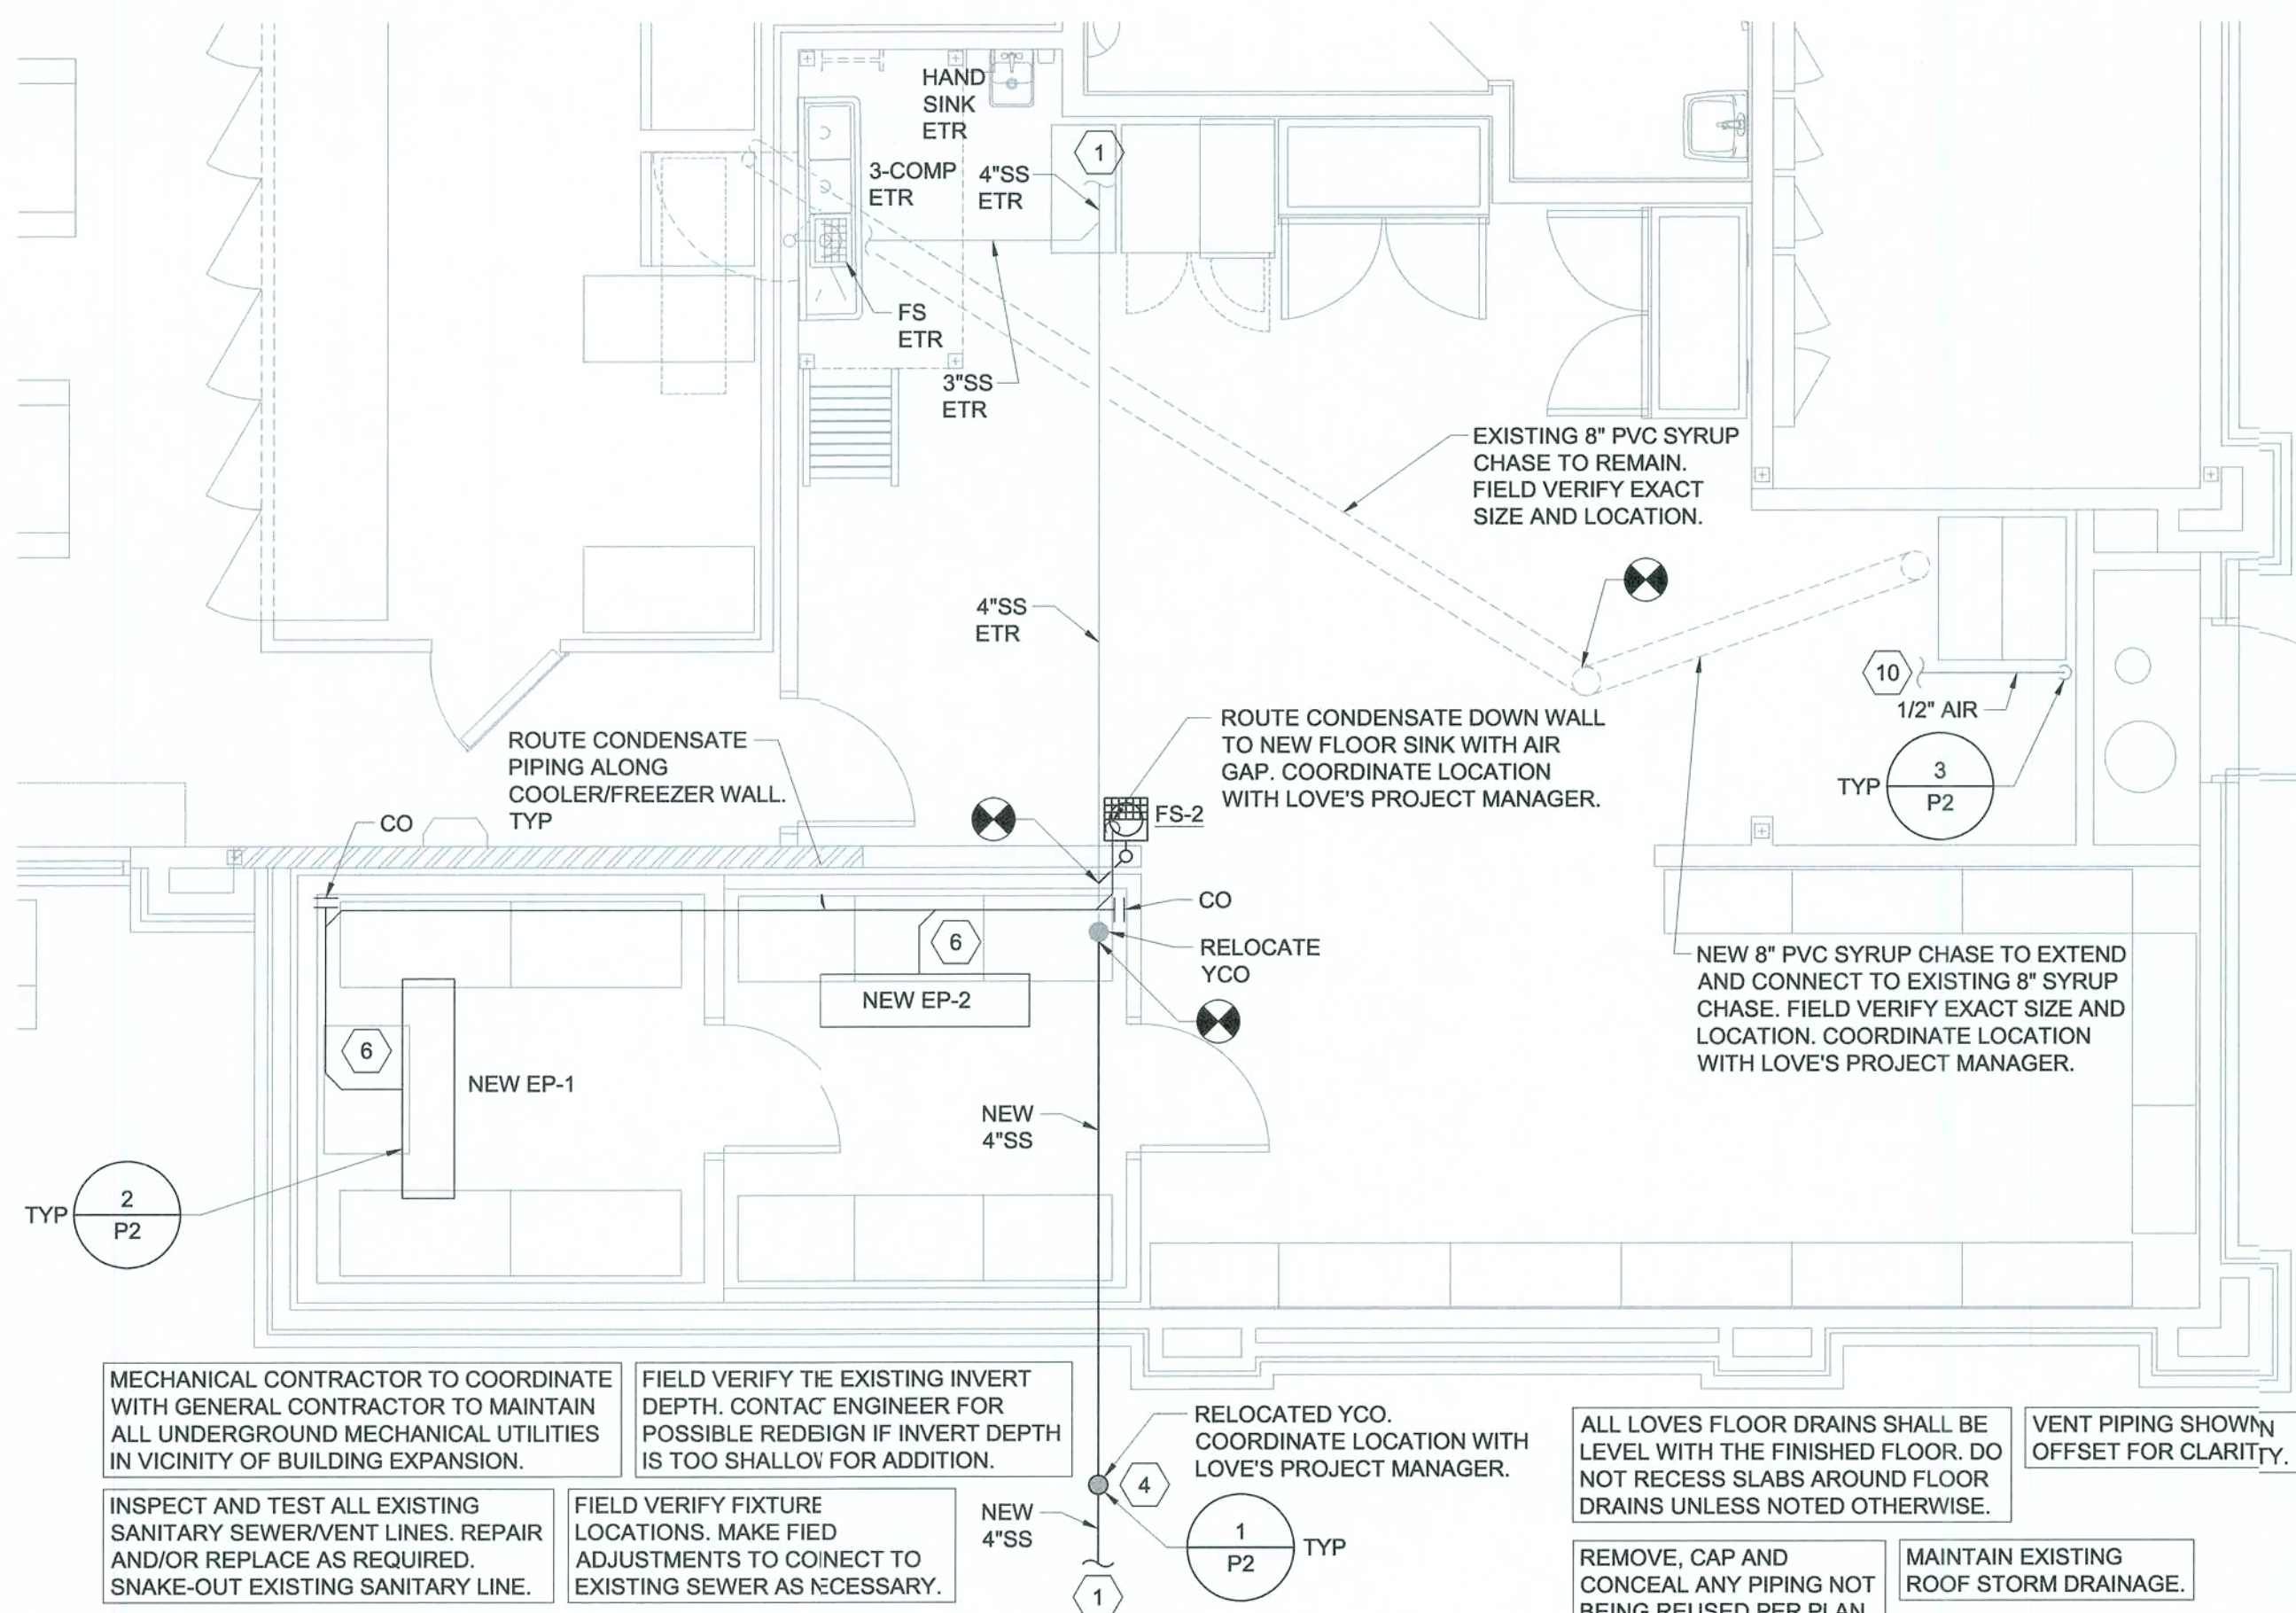 HAND
SINK
ETR
1
3-COMP
ETR
4"SS
ETR
FS
ETR
3"SS
ETR
EXISTING 8" PVC SYRUP
CHASE TO REMAIN.
FIELD VERIFY EXACT
SIZE AND LOCATION.
4"SS
ETR
10
1/2" AIR
TYP
3
P2
ROUTE CONDENSATE DOWN WALL
TO NEW FLOOR SINK WITH AIR
GAP. COORDINATE LOCATION
WITH LOVE'S PROJECT MANAGER.
ROUTE CONDENSATE
PIPING ALONG
COOLER/FREEZER WALL.
TYP
CO
FS-2
CO
6
RELOCATE
YCO
NEW EP-2
NEW 8" PVC SYRUP CHASE TO EXTEND
AND CONNECT TO EXISTING 8" SYRUP
CHASE. FIELD VERIFY EXACT SIZE AND
LOCATION. COORDINATE LOCATION
WITH LOVE'S PROJECT MANAGER.
6
NEW EP-1
NEW
4"SS
TYP
2
P2
MECHANICAL CONTRACTOR TO COORDINATE
WITH GENERAL CONTRACTOR TO MAINTAIN
ALL UNDERGROUND MECHANICAL UTILITIES
IN VICINITY OF BUILDING EXPANSION.
FIELD VERIFY THE EXISTING INVERT
DEPTH. CONTAC ENGINEER FOR
POSSIBLE REDESIGN IF INVERT DEPTH
IS TOO SHALLOW FOR ADDITION.
RELOCATED YCO.
COORDINATE LOCATION WITH
LOVE'S PROJECT MANAGER.
4
ALL LOVES FLOOR DRAINS SHALL BE
LEVEL WITH THE FINISHED FLOOR. DO
NOT RECESS SLABS AROUND FLOOR
DRAINS UNLESS NOTED OTHERWISE.
VENT PIPING SHOWN
OFFSET FOR CLARITY.
INSPECT AND TEST ALL EXISTING
SANITARY SEWER/VENT LINES. REPAIR
AND/OR REPLACE AS REQUIRED.
SNAKE-OUT EXISTING SANITARY LINE.
FIELD VERIFY FIXTURE
LOCATIONS. MAKE FIED
ADJUSTMENTS TO CONNECT TO
EXISTING SEWER AS NECESSARY.
NEW
4"SS
1
1
P2
TYP
REMOVE, CAP AND
CONCEAL ANY PIPING NOT
BEING REUSED PER PLAN
MAINTAIN EXISTING
ROOF STORM DRAINAGE.